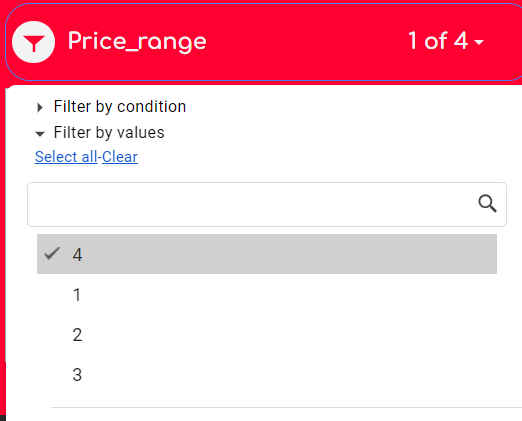 Price_range 1 of 4
Filter by condition
Filter by values
Select all-Clear
4
1
2
3